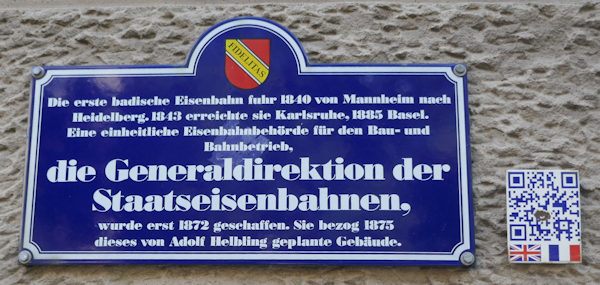 FIDELITAS
Die erste badische Eisenbahn fuhr 1840 von Mannheim nach
Heidelberg. 1843 erreichte sie Karlsruhe, 1885 Basel.
Eine einheitliche Eisenbahnbehörde für den Bau- und
Bahnbetrieb,
die Generaldirektion der
Staatseisenbahnen,
wurde erst 1872 geschaffen. Sie bezog 1875
dieses von Adolf Helbling geplante Gebäude.